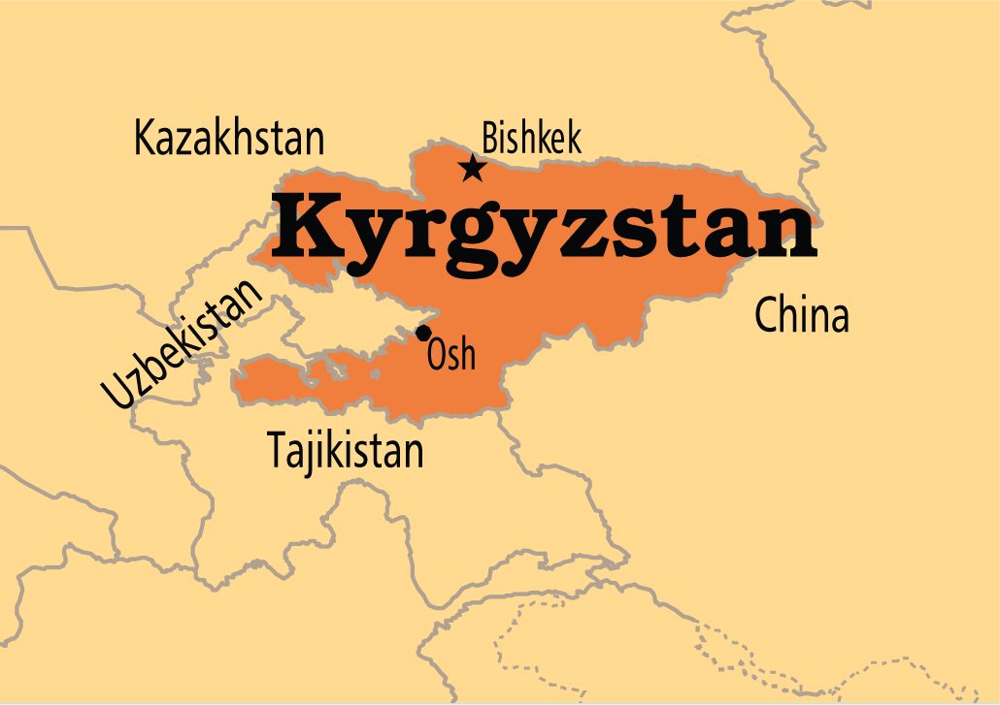 Kazakhstan
Bishkek
Kyrgyzstan
Uzbekistan
China
Osh
Tajikistan